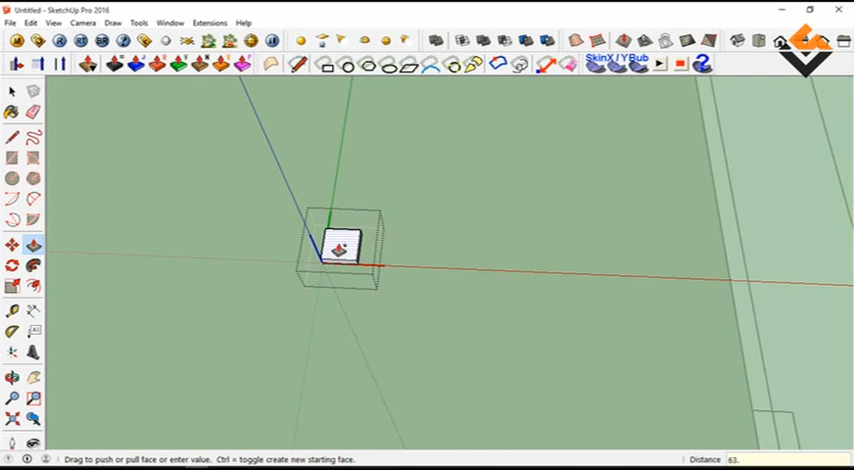 Untitled - SketchUp Pro 2016
File Edit View Camera Draw Tools Window Extensions Help
SkinX / YBub
Drag to push or pull face or enter value. Ctrl = toggle create new starting face.
Distance 63.